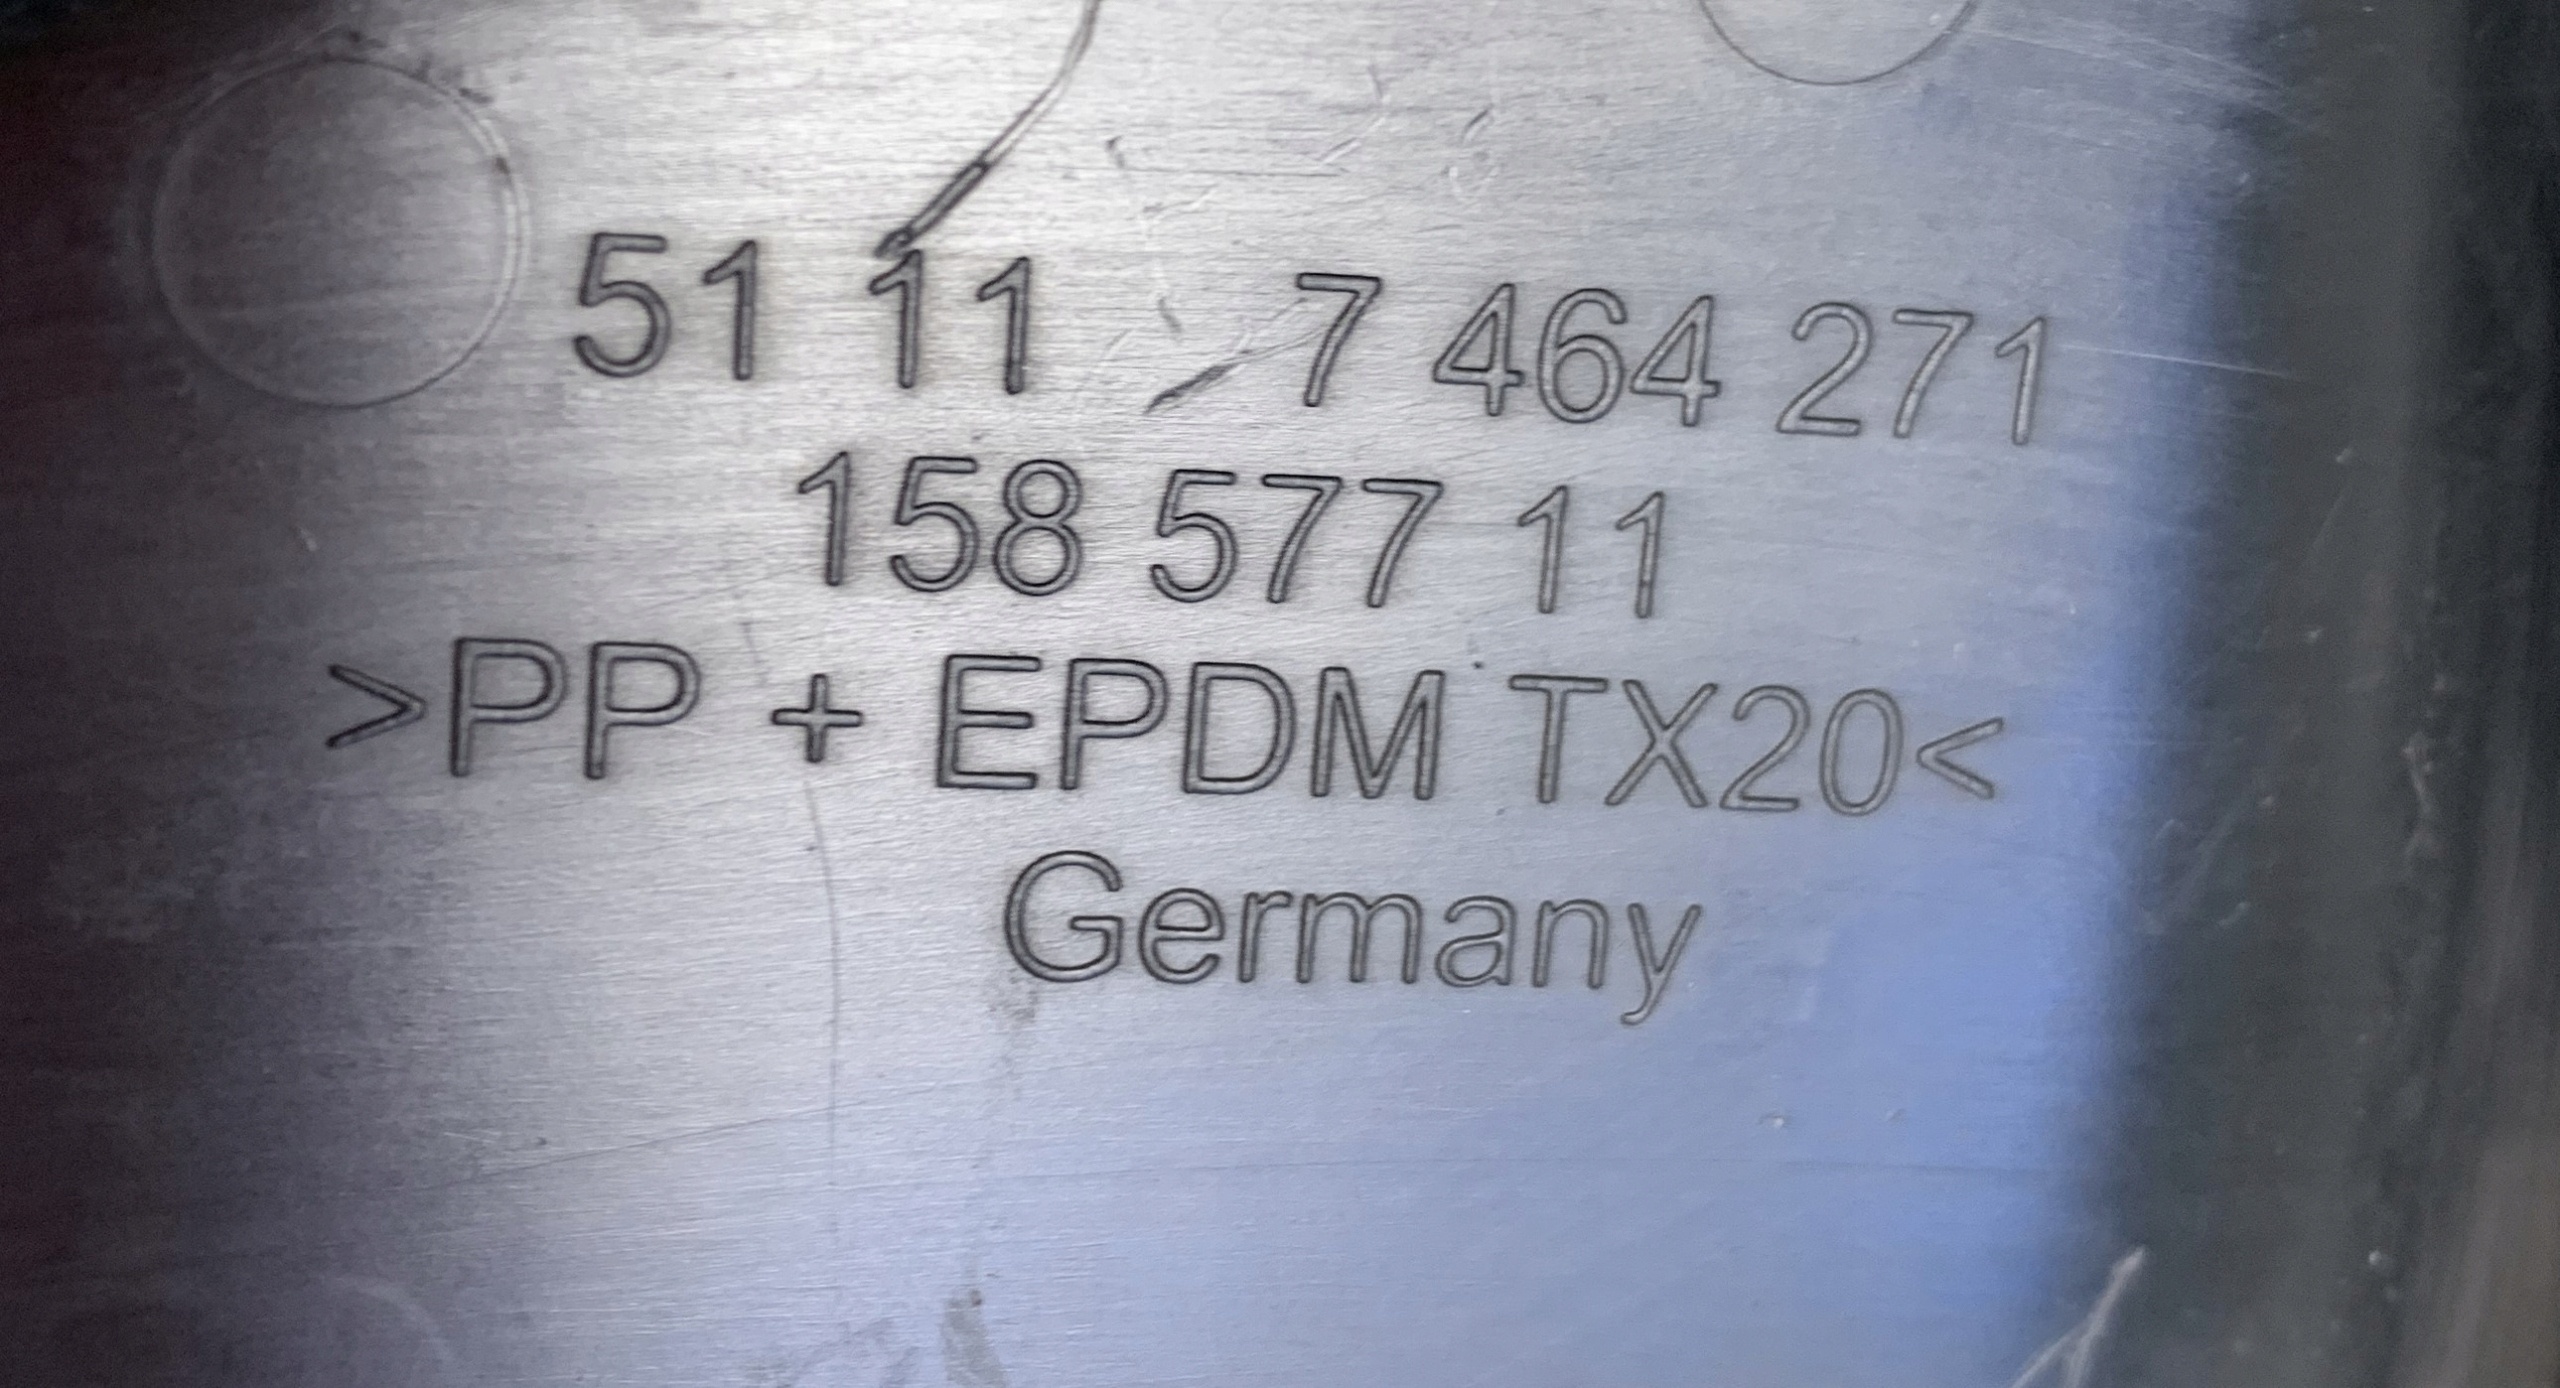 51 11 7 464 271
158 577 11
>PP + EPDM TX20<
Germany